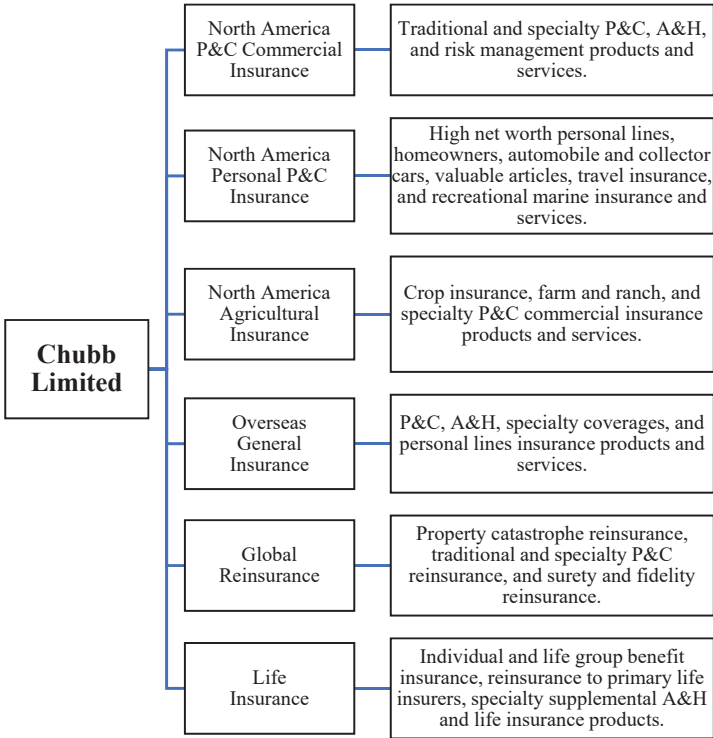 North America
P&C Commercial
Insurance
Traditional and specialty P&C, A&H,
and risk management products and
services.
North America
Personal P&C
Insurance
High net worth personal lines,
homeowners, automobile and collector
cars, valuable articles, travel insurance,
and recreational marine insurance and
services.
North America
Agricultural
Insurance
Crop insurance, farm and ranch, and
specialty P&C commercial insurance
products and services.
Chubb
Limited
Overseas
General
Insurance
P&C, A&H, specialty coverages, and
personal lines insurance products and
services.
Global
Reinsurance
Property catastrophe reinsurance,
traditional and specialty P&C
reinsurance, and surety and fidelity
reinsurance.
Life
Insurance
Individual and life group benefit
insurance, reinsurance to primary life
insurers, specialty supplemental A&H
and life insurance products.